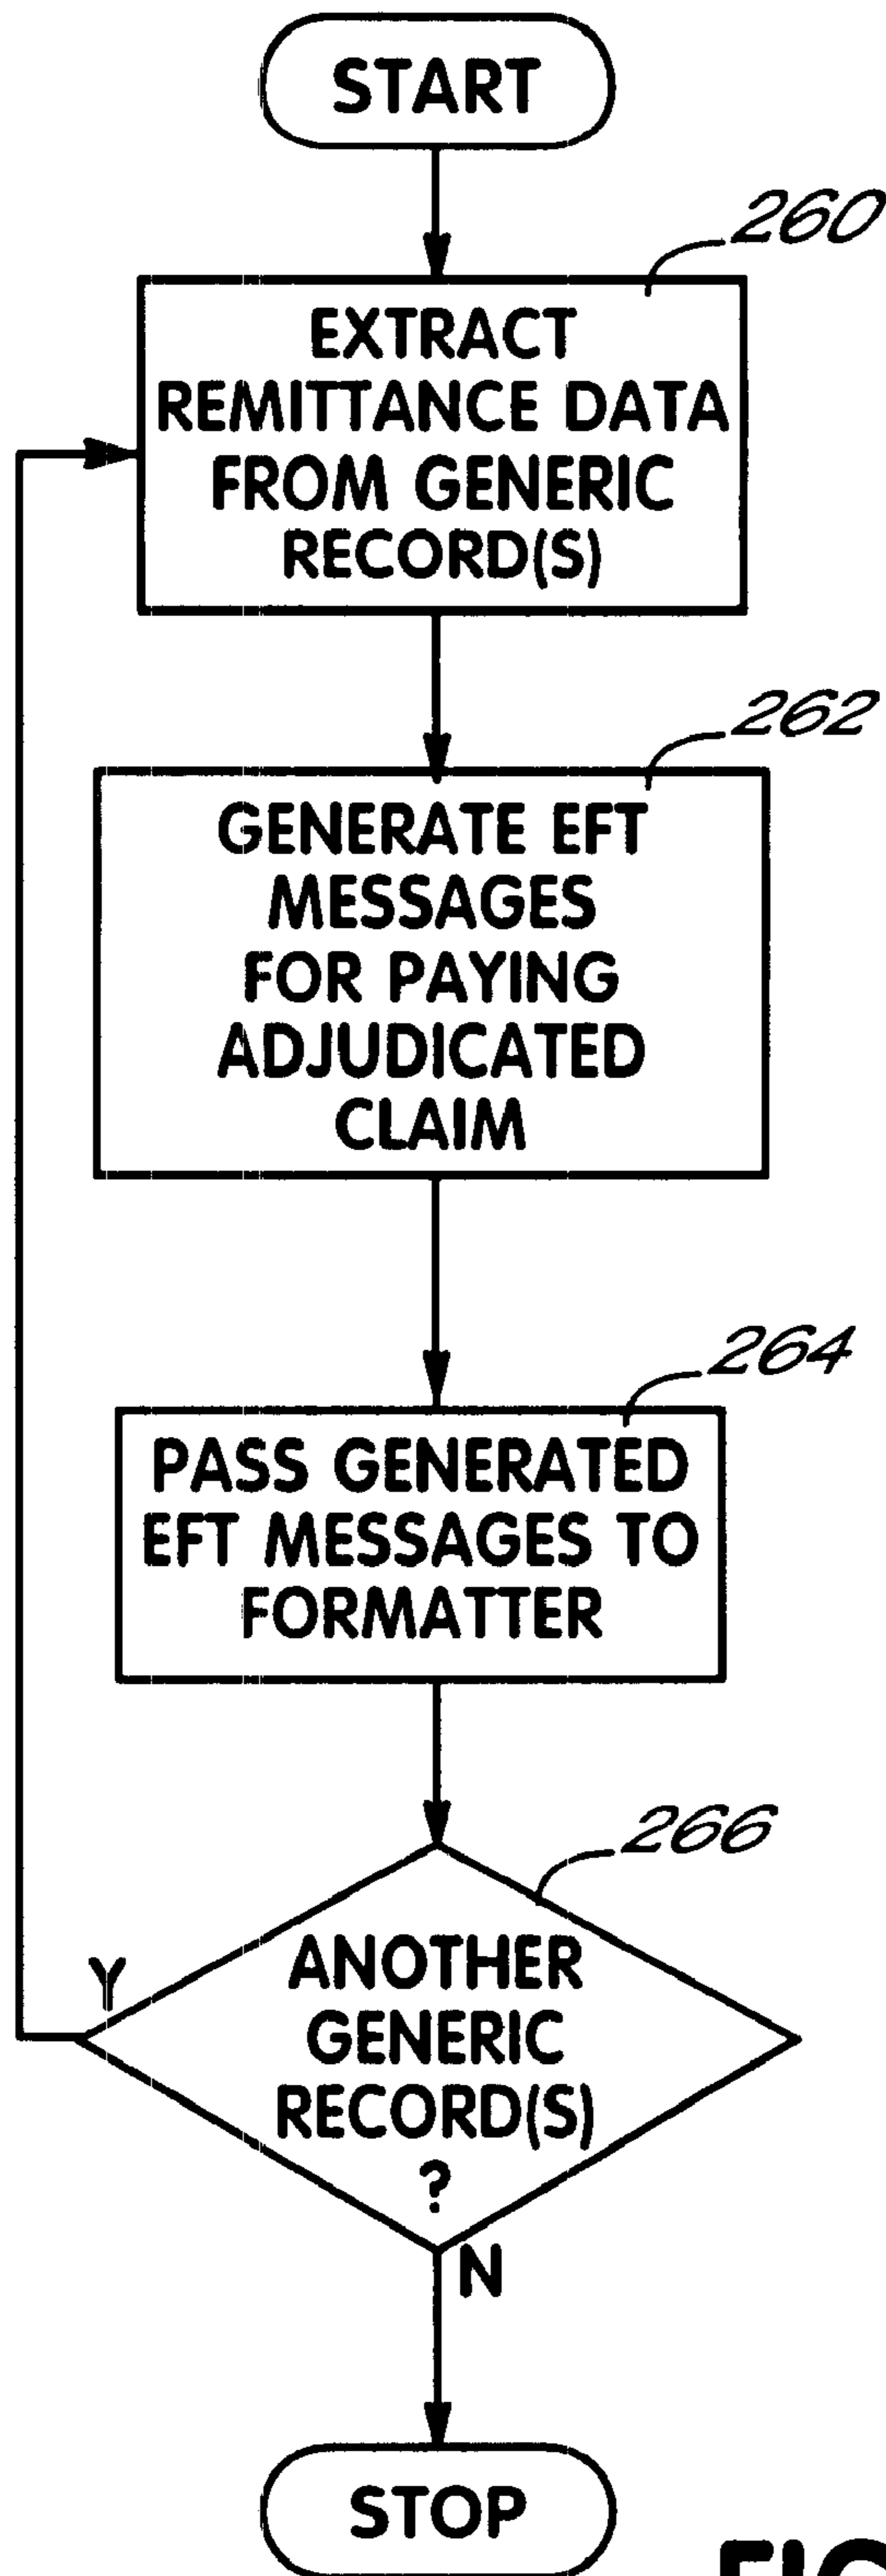 START
260
EXTRACT
REMITTANCE DATA
FROM GENERIC
RECORD(S)
262
GENERATE EFT
MESSAGES
FOR PAYING
ADJUDICATED
CLAIM
264
PASS GENERATED
EFT MESSAGES TO
FORMATTER
266
Y
ANOTHER
GENERIC
RECORD(S)
?
N
STOP